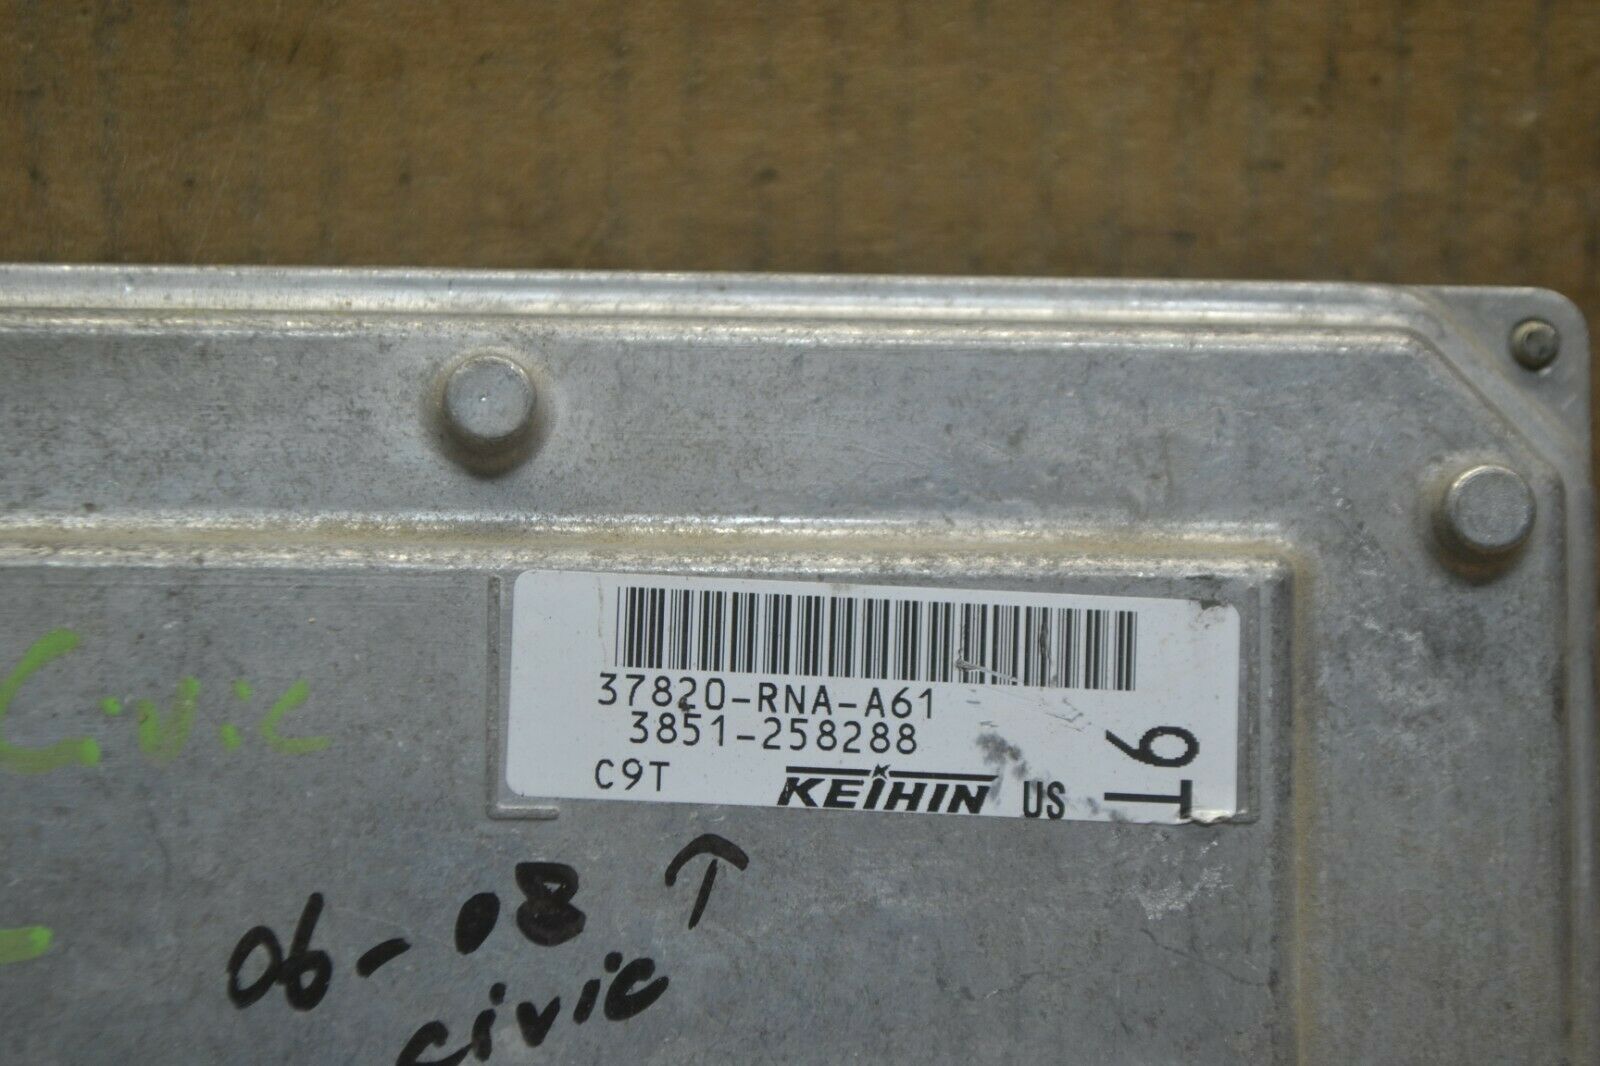 37820-RNA-A61
3851-258288
C9T KEIHIN US
9T
Civic
06-08 ↑
civic